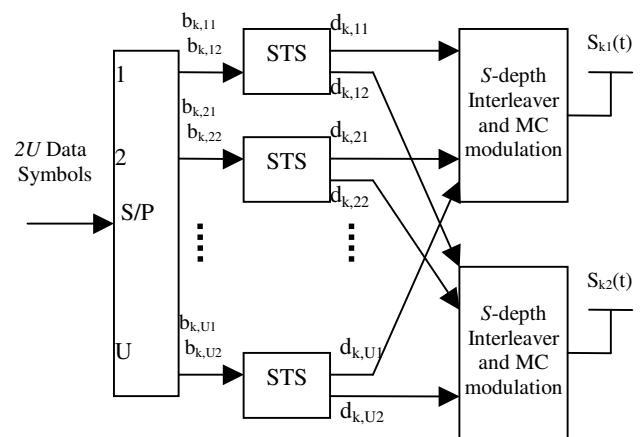 b_{k,11}
b_{k,12}
STS
d_{k,11}
d_{k,12}
S-depth
Interleaver
and MC
modulation
S_{k1}(t)
1
b_{k,21}
b_{k,22}
STS
d_{k,21}
d_{k,22}
2
2U Data
Symbols
S/P
S-depth
Interleaver
and MC
modulation
S_{k2}(t)
U
b_{k,U1}
b_{k,U2}
STS
d_{k,U1}
d_{k,U2}